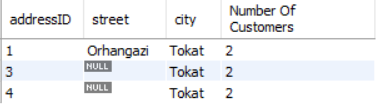 addressID street city Number Of Customers
1 Orhangazi Tokat 2
3 NULL Tokat 2
4 NULL Tokat 2